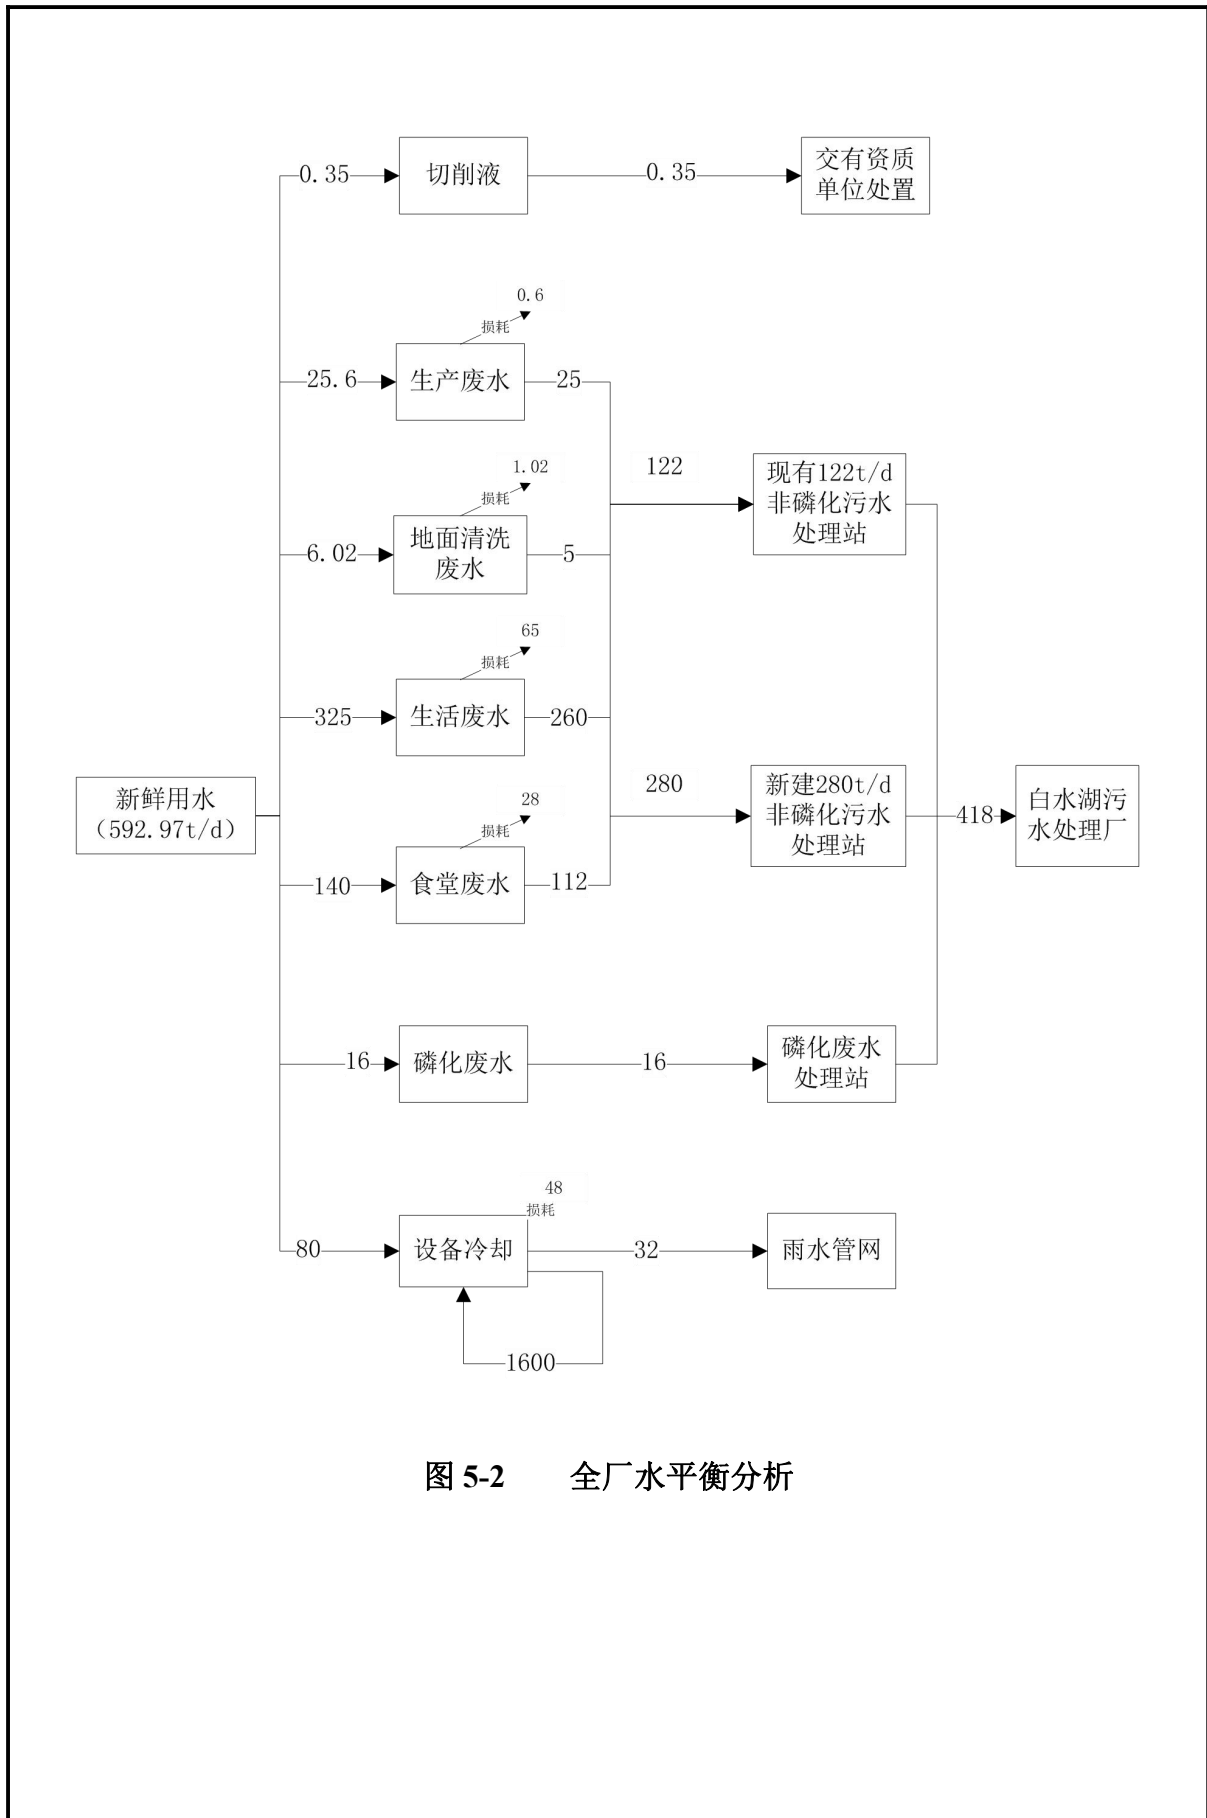 0.35
切削液
0.35
交有资质
单位处置
0.6
损耗
25.6
生产废水
25
1.02
损耗
6.02
地面清洗
废水
5
122
现有122t/d
非磷化污水
处理站
65
损耗
325
生活废水
260
新鲜用水
（592.97t/d）
28
损耗
140
食堂废水
112
280
新建280t/d
非磷化污水
处理站
418
白水湖污
水处理厂
16
磷化废水
16
磷化废水
处理站
48
损耗
80
设备冷却
32
雨水管网
1600
图 5-2 全厂水平衡分析